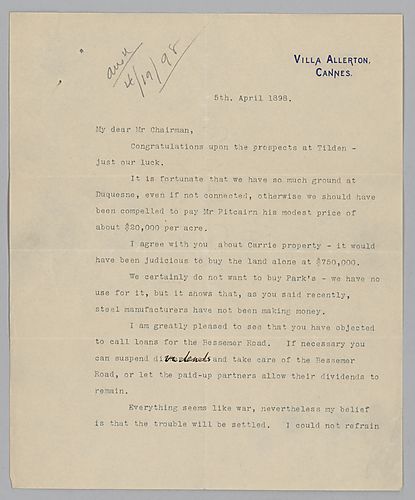 ansd
4/19/98
VILLA ALLERTON,
CANNES.
5th. April 1898.
My dear Mr Chairman,
Congratulations upon the prospects at Tilden -
just our luck.
It is fortunate that we have so much ground at
Duquesne, even if not connected, otherwise we should have
been compelled to pay Mr Pitcairn his modest price of
about $20,000 per acre.
I agree with you about Carrie property - it would
have been judicious to buy the land alone at $750,000.
We certainly do not want to buy Park's - we have no
use for it, but it shows that, as you said recently,
steel manufacturers have not been making money.
I am greatly pleased to see that you have objected
to call loans for the Bessemer Road. If necessary you
can suspend dividends and take care of the Bessemer
Road, or let the paid-up partners allow their dividends to
remain.
Everything seems like war, nevertheless my belief
is that the trouble will be settled. I could not refrain